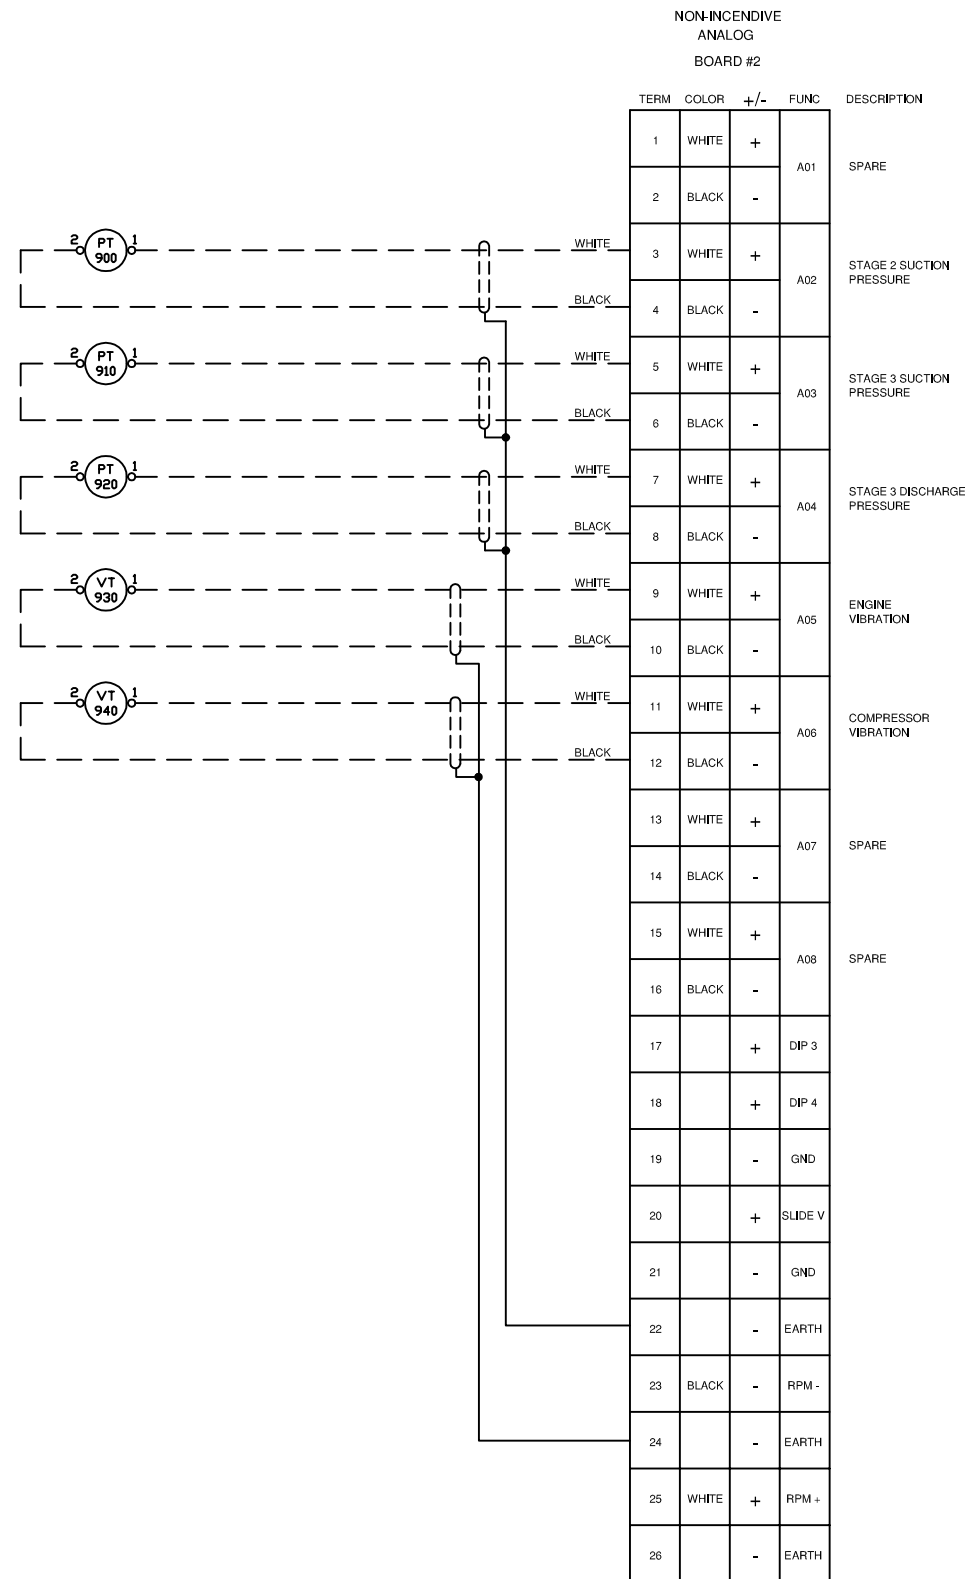 NON-INCENDIVE
ANALOG
BOARD #2
TERM COLOR +/- FUNC DESCRIPTION
1 WHITE +
A01 SPARE
2 BLACK -
2 PT 1
900
WHITE
3 WHITE +
A02 STAGE 2 SUCTION
PRESSURE
BLACK
4 BLACK -
2 PT 1
910
WHITE
5 WHITE +
A03 STAGE 3 SUCTION
PRESSURE
BLACK
6 BLACK -
2 PT 1
920
WHITE
7 WHITE +
A04 STAGE 3 DISCHARGE
PRESSURE
BLACK
8 BLACK -
2 VT 1
930
WHITE
9 WHITE +
A05 ENGINE
VIBRATION
BLACK
10 BLACK -
2 VT 1
940
WHITE
11 WHITE +
A06 COMPRESSOR
VIBRATION
BLACK
12 BLACK -
13 WHITE +
A07 SPARE
14 BLACK -
15 WHITE +
A08 SPARE
16 BLACK -
17 + DIP 3
18 + DIP 4
19 - GND
20 + SLIDE V
21 - GND
22 - EARTH
23 BLACK - RPM -
24 - EARTH
25 WHITE + RPM +
26 - EARTH